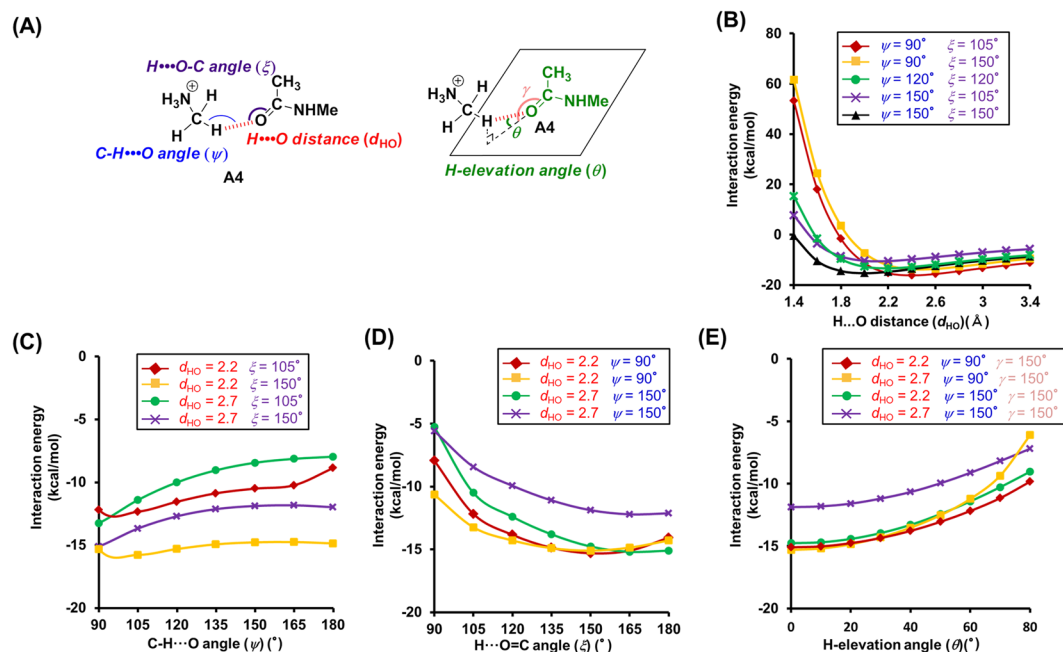 (A)
H•••O-C angle (ξ)
CH₃
H₃N⊕
H
C
H
H
O
C
NHMe
H•••O distance (dHO)
C-H•••O angle (ψ)
A4
CH₃
H₃N⊕
H
C
H
H
γ
C
O
NHMe
θ
A4
H-elevation angle (θ)
(B)
Interaction energy
(kcal/mol)
80
60
40
20
0
-20
1.4 1.8 2.2 2.6 3 3.4
H...O distance (dHO)(Å)
ψ = 90° ξ = 105°
ψ = 90° ξ = 150°
ψ = 120° ξ = 120°
ψ = 150° ξ = 105°
ψ = 150° ξ = 150°
(C)
Interaction energy
(kcal/mol)
0
-5
-10
-15
-20
90 105 120 135 150 165 180
C-H···O angle (ψ)(°)
dHO = 2.2 ξ = 105°
dHO = 2.2 ξ = 150°
dHO = 2.7 ξ = 105°
dHO = 2.7 ξ = 150°
(D)
Interaction energy
(kcal/mol)
0
-5
-10
-15
-20
90 105 120 135 150 165 180
H···O=C angle (ξ)(°)
dHO = 2.2 ψ = 90°
dHO = 2.2 ψ = 90°
dHO = 2.7 ψ = 150°
dHO = 2.7 ψ = 150°
(E)
Interaction energy
(kcal/mol)
0
-5
-10
-15
-20
0 20 40 60 80
H-elevation angle (θ)(°)
dHO = 2.2 ψ = 90° γ = 150°
dHO = 2.7 ψ = 90° γ = 150°
dHO = 2.2 ψ = 150° γ = 150°
dHO = 2.7 ψ = 150° γ = 150°